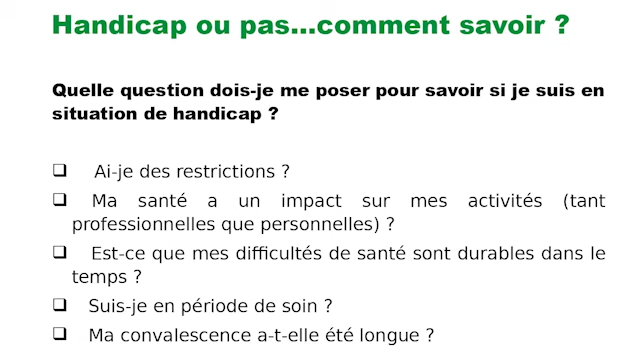 Handicap ou pas...comment savoir ?
Quelle question dois-je me poser pour savoir si je suis en
situation de handicap ?
❑ Ai-je des restrictions ?
❑ Ma santé a un impact sur mes activités (tant
professionnelles que personnelles) ?
❑ Est-ce que mes difficultés de santé sont durables dans le
temps ?
❑ Suis-je en période de soin ?
❑ Ma convalescence a-t-elle été longue ?